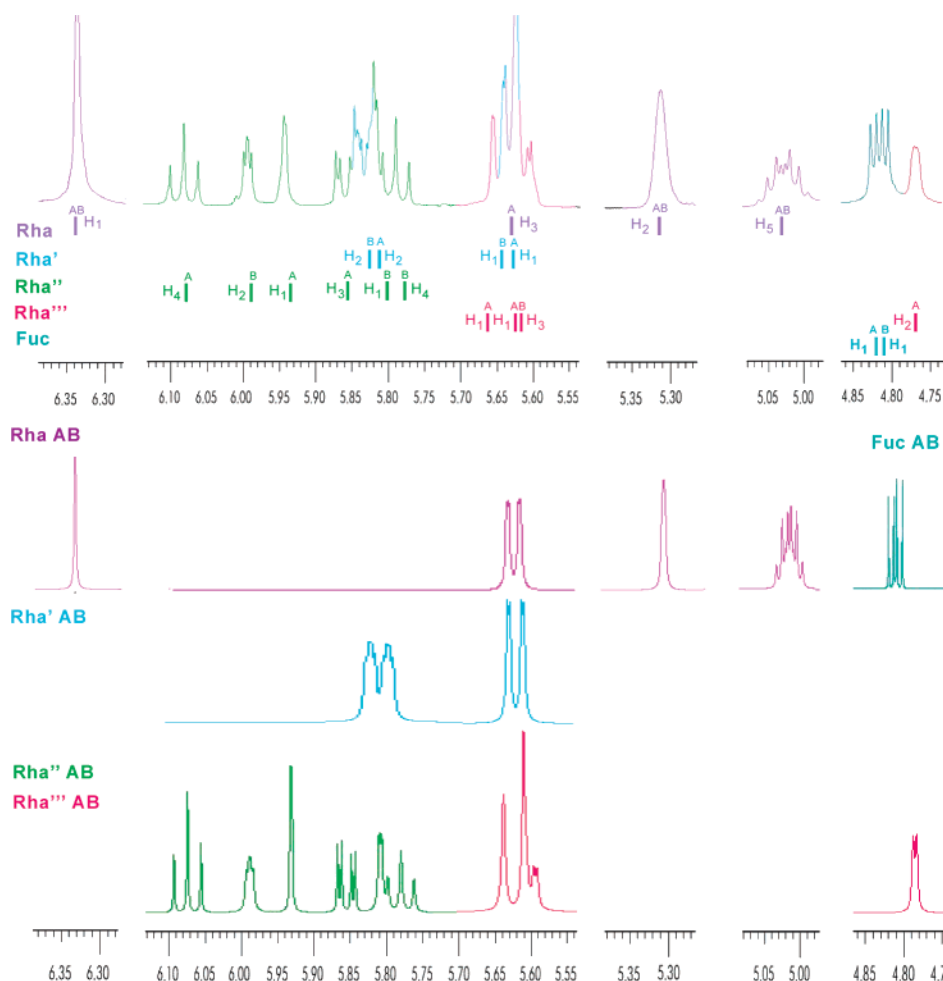 AB A AB AB
Rha H1 H3 H2 H5
B A B A
Rha' H2 H2 H1 H1
A B A A B B
Rha'' H4 H2 H1 H3 H1 H4
A AB A
Rha''' H1 H1 H3 H2
A B
Fuc H1 H1
6.35 6.30 6.10 6.05 6.00 5.95 5.90 5.85 5.80 5.75 5.70 5.65 5.60 5.55 5.35 5.30 5.05 5.00 4.85 4.80 4.75
Rha AB Fuc AB
Rha' AB
Rha'' AB
Rha''' AB
6.35 6.30 6.10 6.05 6.00 5.95 5.90 5.85 5.80 5.75 5.70 5.65 5.60 5.55 5.35 5.30 5.05 5.00 4.85 4.80